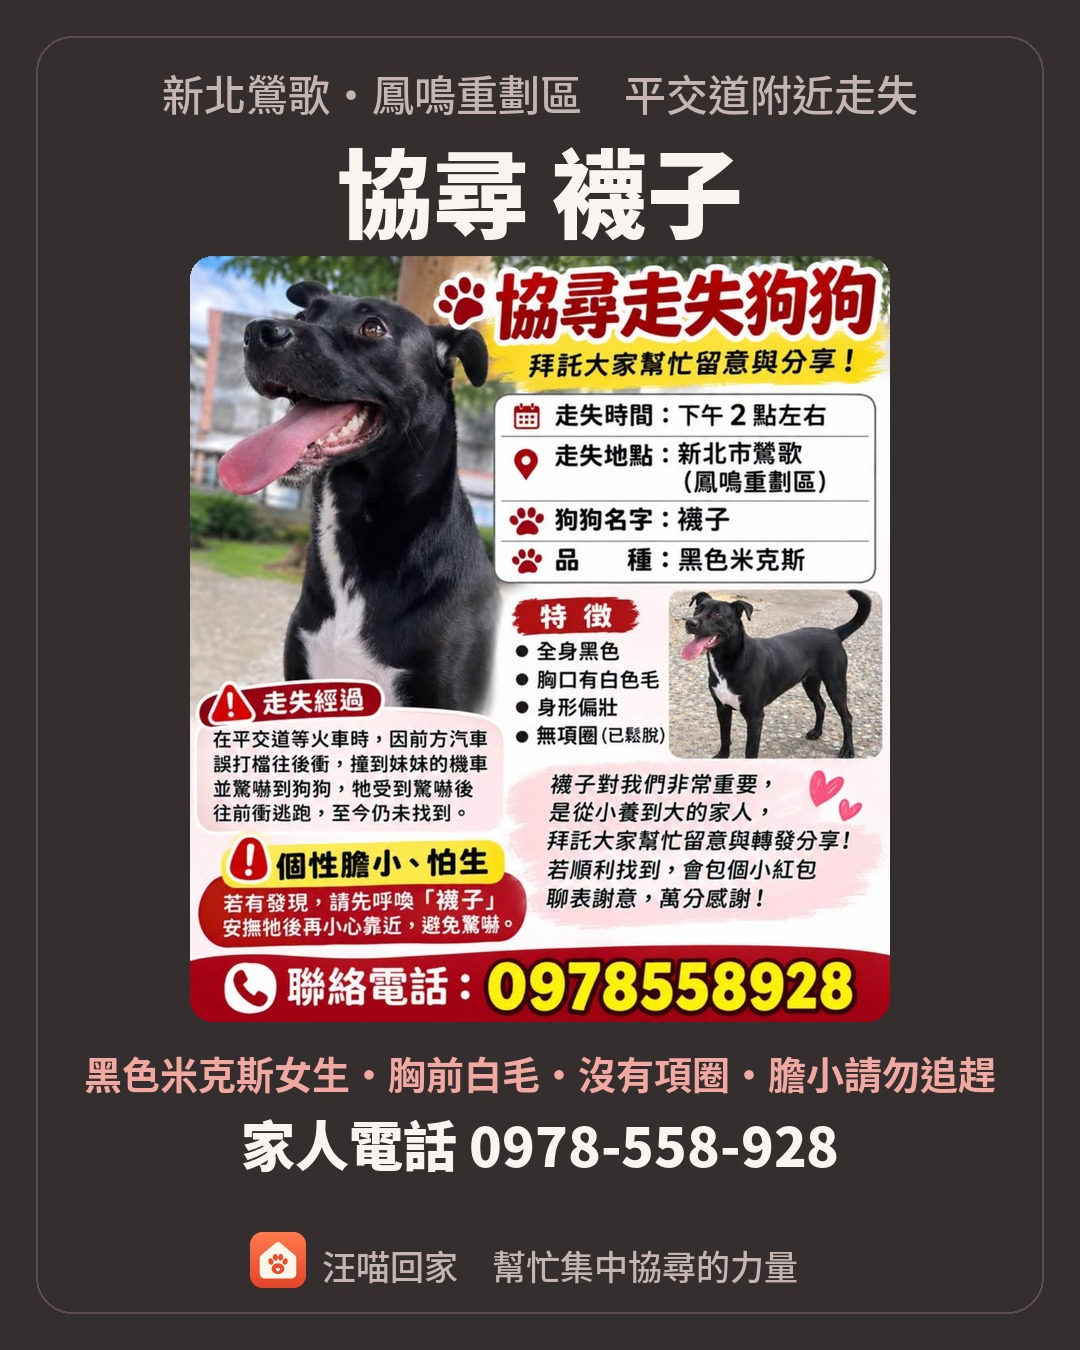 新北鶯歌・鳳鳴重劃區　平交道附近走失
協尋 襪子
協尋走失狗狗
拜託大家幫忙留意與分享！
走失時間：下午 2 點左右
走失地點：新北市鶯歌
（鳳鳴重劃區）
狗狗名字：襪子
品　　種：黑色米克斯
特 徵
● 全身黑色
● 胸口有白色毛
● 身形偏壯
● 無項圈（已鬆脫）
走失經過
在平交道等火車時，因前方汽車
誤打檔往後衝，撞到妹妹的機車
並驚嚇到狗狗，牠受到驚嚇後
往前衝逃跑，至今仍未找到。
個性膽小、怕生
若有發現，請先呼喚「襪子」
安撫牠後再小心靠近，避免驚嚇。
襪子對我們非常重要，
是從小養到大的家人，
拜託大家幫忙留意與轉發分享！
若順利找到，會包個小紅包
聊表謝意，萬分感謝！
聯絡電話：0978558928
黑色米克斯女生・胸前白毛・沒有項圈・膽小請勿追趕
家人電話 0978-558-928
汪喵回家　幫忙集中協尋的力量